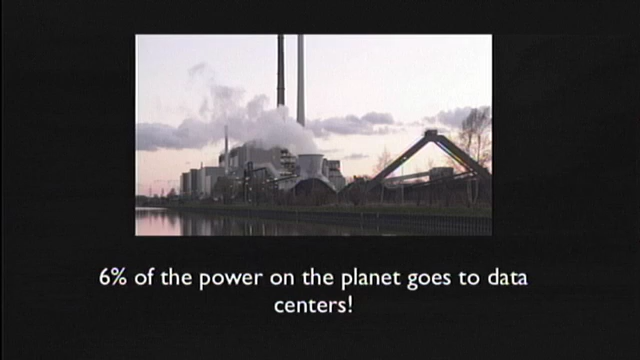 6% of the power on the planet goes to data
centers!